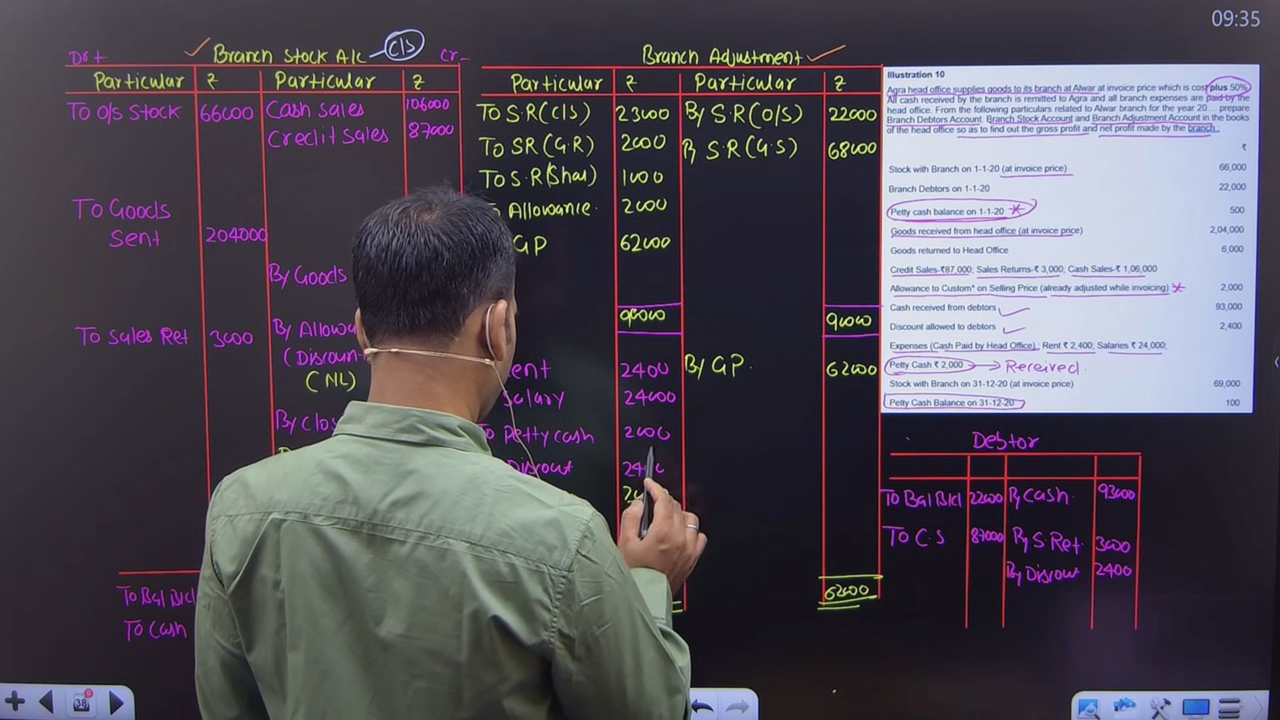 09:35
Dr + Branch Stock A/c C/S Cr -
Particular ₹ Particular ₹
To O/s Stock 66000 Cash sales 106000
Credit Sales 87000
To Goods
Sent 204000
By Goods
To Sales Ret 3000 By Allowa
(Discoun
(NL)
By Clos
To Bal B/d
To Cash
Branch Adjustment
Particular ₹ Particular ₹
To S.R (C/S) 23000 By S.R (O/S) 22000
To SR (G.R) 2000 By S.R (G.S) 68000
To S.R (Shor) 1000
Allowance 2000
GP 62000
90000 90000
ent 2400 By G.P. 62000
Salary 24000
To Petty cash 2000
Discout 2400
62000
Illustration 10
Agra head office supplies goods to its branch at Alwar at invoice price which is cost plus 50%.
All cash received by the branch is remitted to Agra and all branch expenses are paid by the
head office. From the following particulars related to Alwar branch for the year 20.... prepare
Branch Debtors Account. Branch Stock Account and Branch Adjustment Account in the books
of the head office so as to find out the gross profit and net profit made by the branch.
₹
Stock with Branch on 1-1-20 (at invoice price) 66,000
Branch Debtors on 1-1-20 22,000
Petty cash balance on 1-1-20 500
Goods received from head office (at invoice price) 2,04,000
Goods returned to Head Office 6,000
Credit Sales-₹87,000; Sales Returns-₹ 3,000; Cash Sales-₹ 1,06,000
Allowance to Custom* on Selling Price (already adjusted while invoicing) 2,000
Cash received from debtors 93,000
Discount allowed to debtors 2,400
Expenses (Cash Paid by Head Office) ; Rent ₹ 2,400; Salaries ₹ 24,000;
Petty Cash ₹ 2,000 → Received.
Stock with Branch on 31-12-20 (at invoice price) 69,000
Petty Cash Balance on 31-12-20 100
Debtor
To Bal B/d 22000 By Cash. 93000
To C.S 87000 By S Ret. 3000
By Discout 2400
38